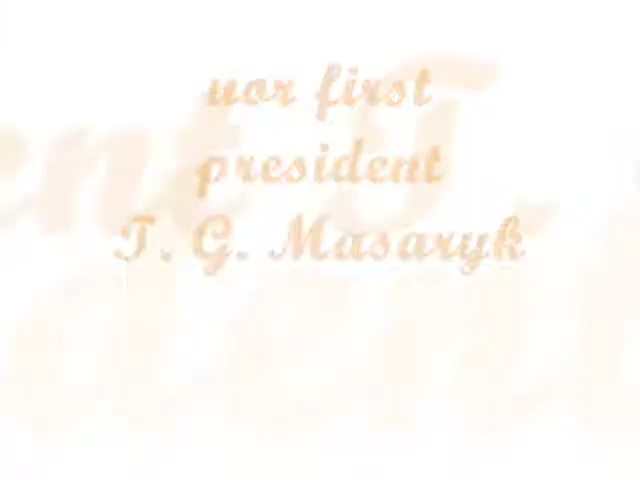 uor first
president
T. G. Masaryk